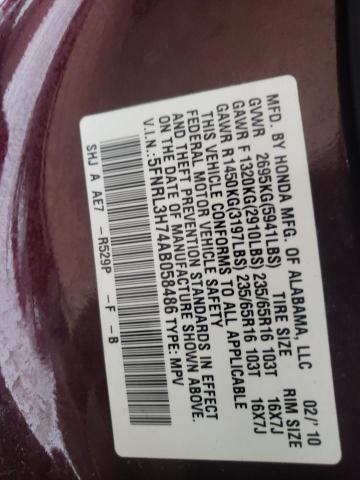 MFD. BY HONDA MFG. OF ALABAMA, LLC 02/'10
GVWR 2695KG(5941LBS) TIRE SIZE RIM SIZE
GAWR F 1320KG(2910LBS) 235/65R16 103T 16X7J
GAWR R1450KG(3197LBS) 235/65R16 103T 16X7J
THIS VEHICLE CONFORMS TO ALL APPLICABLE
FEDERAL MOTOR VEHICLE SAFETY
AND THEFT PREVENTION STANDARDS IN EFFECT
ON THE DATE OF MANUFACTURE SHOWN ABOVE.
V.I.N.: 5FNRL3H74AB058486 TYPE: MPV
SHJ A AE7 -R529P -F -B